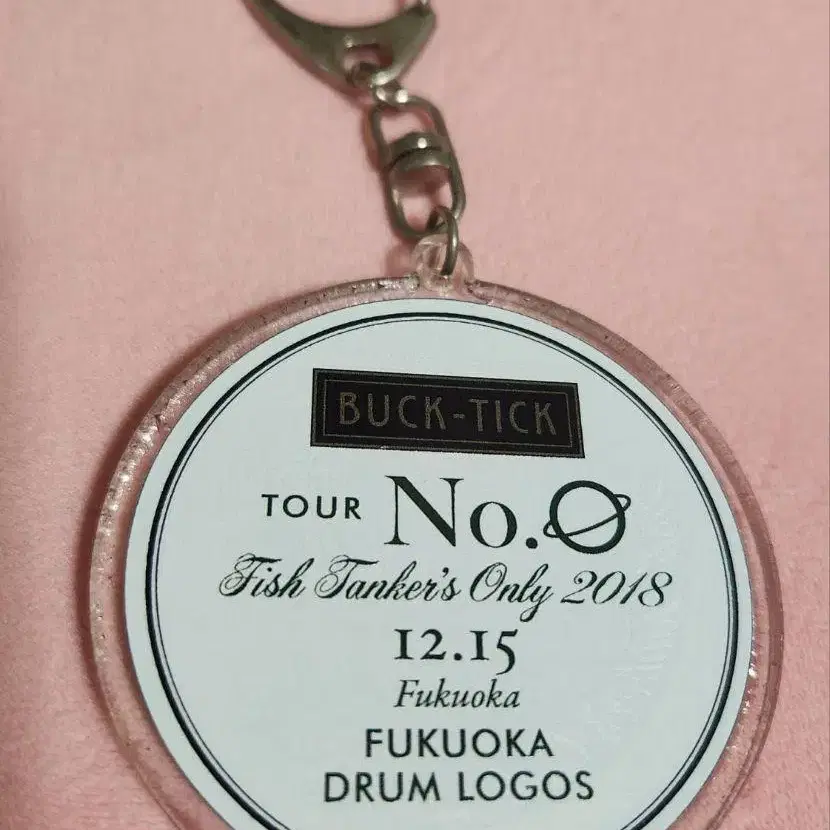 BUCK-TICK
TOUR No.0
Fish Tanker's Only 2018
12.15
Fukuoka
FUKUOKA
DRUM LOGOS